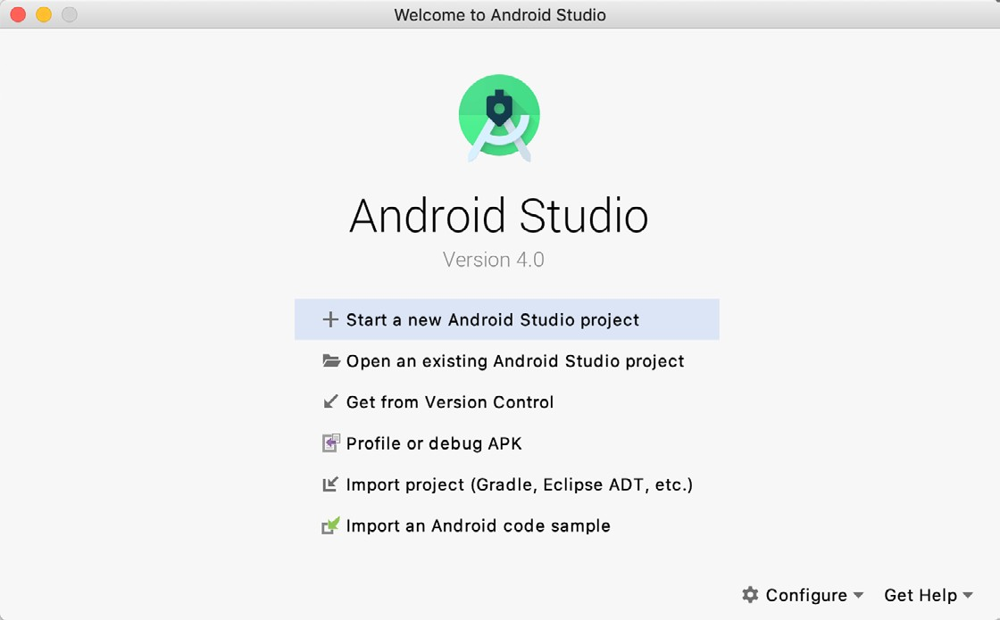 Welcome to Android Studio
Android Studio
Version 4.0
Start a new Android Studio project
Open an existing Android Studio project
Get from Version Control
Profile or debug APK
Import project (Gradle, Eclipse ADT, etc.)
Import an Android code sample
Configure Get Help